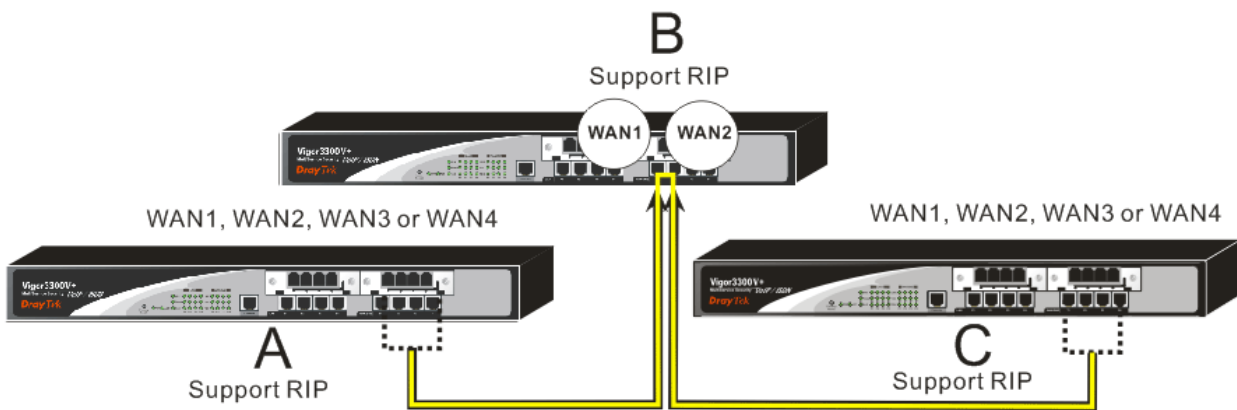 B
Support RIP
WAN1
WAN2
Vigor3300V+
DrayTek
WAN1, WAN2, WAN3 or WAN4
WAN1, WAN2, WAN3 or WAN4
Vigor3300V+
DrayTek
Vigor3300V+
DrayTek
A
Support RIP
C
Support RIP